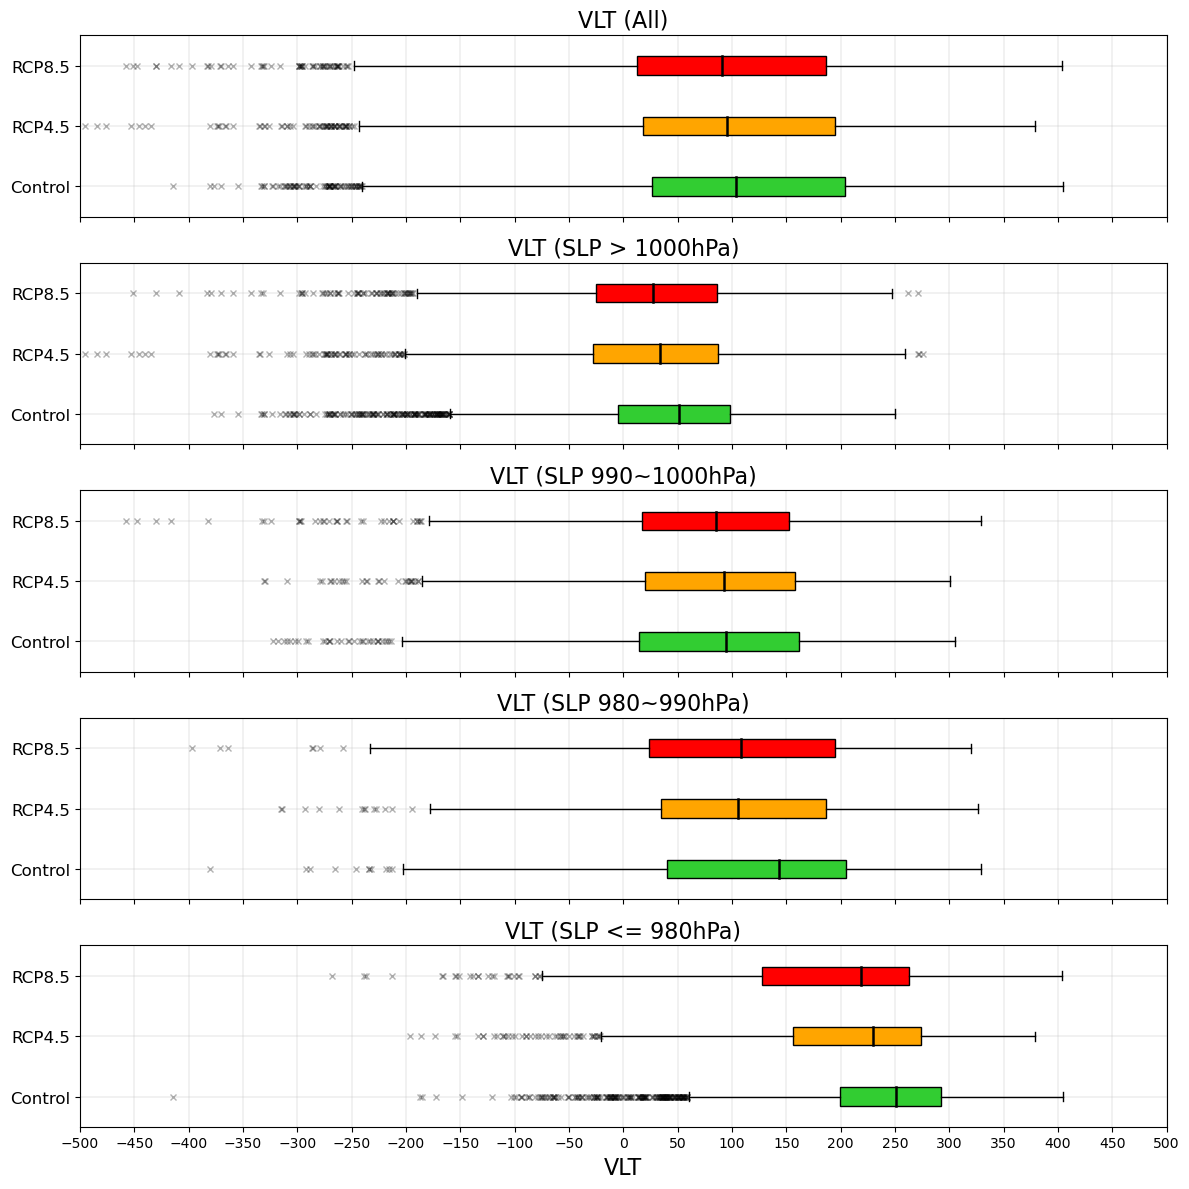 VLT (All)
RCP8.5
RCP4.5
Control
VLT (SLP > 1000hPa)
RCP8.5
RCP4.5
Control
VLT (SLP 990~1000hPa)
RCP8.5
RCP4.5
Control
VLT (SLP 980~990hPa)
RCP8.5
RCP4.5
Control
VLT (SLP <= 980hPa)
RCP8.5
RCP4.5
Control
−500 −450 −400 −350 −300 −250 −200 −150 −100 −50 0 50 100 150 200 250 300 350 400 450 500
VLT